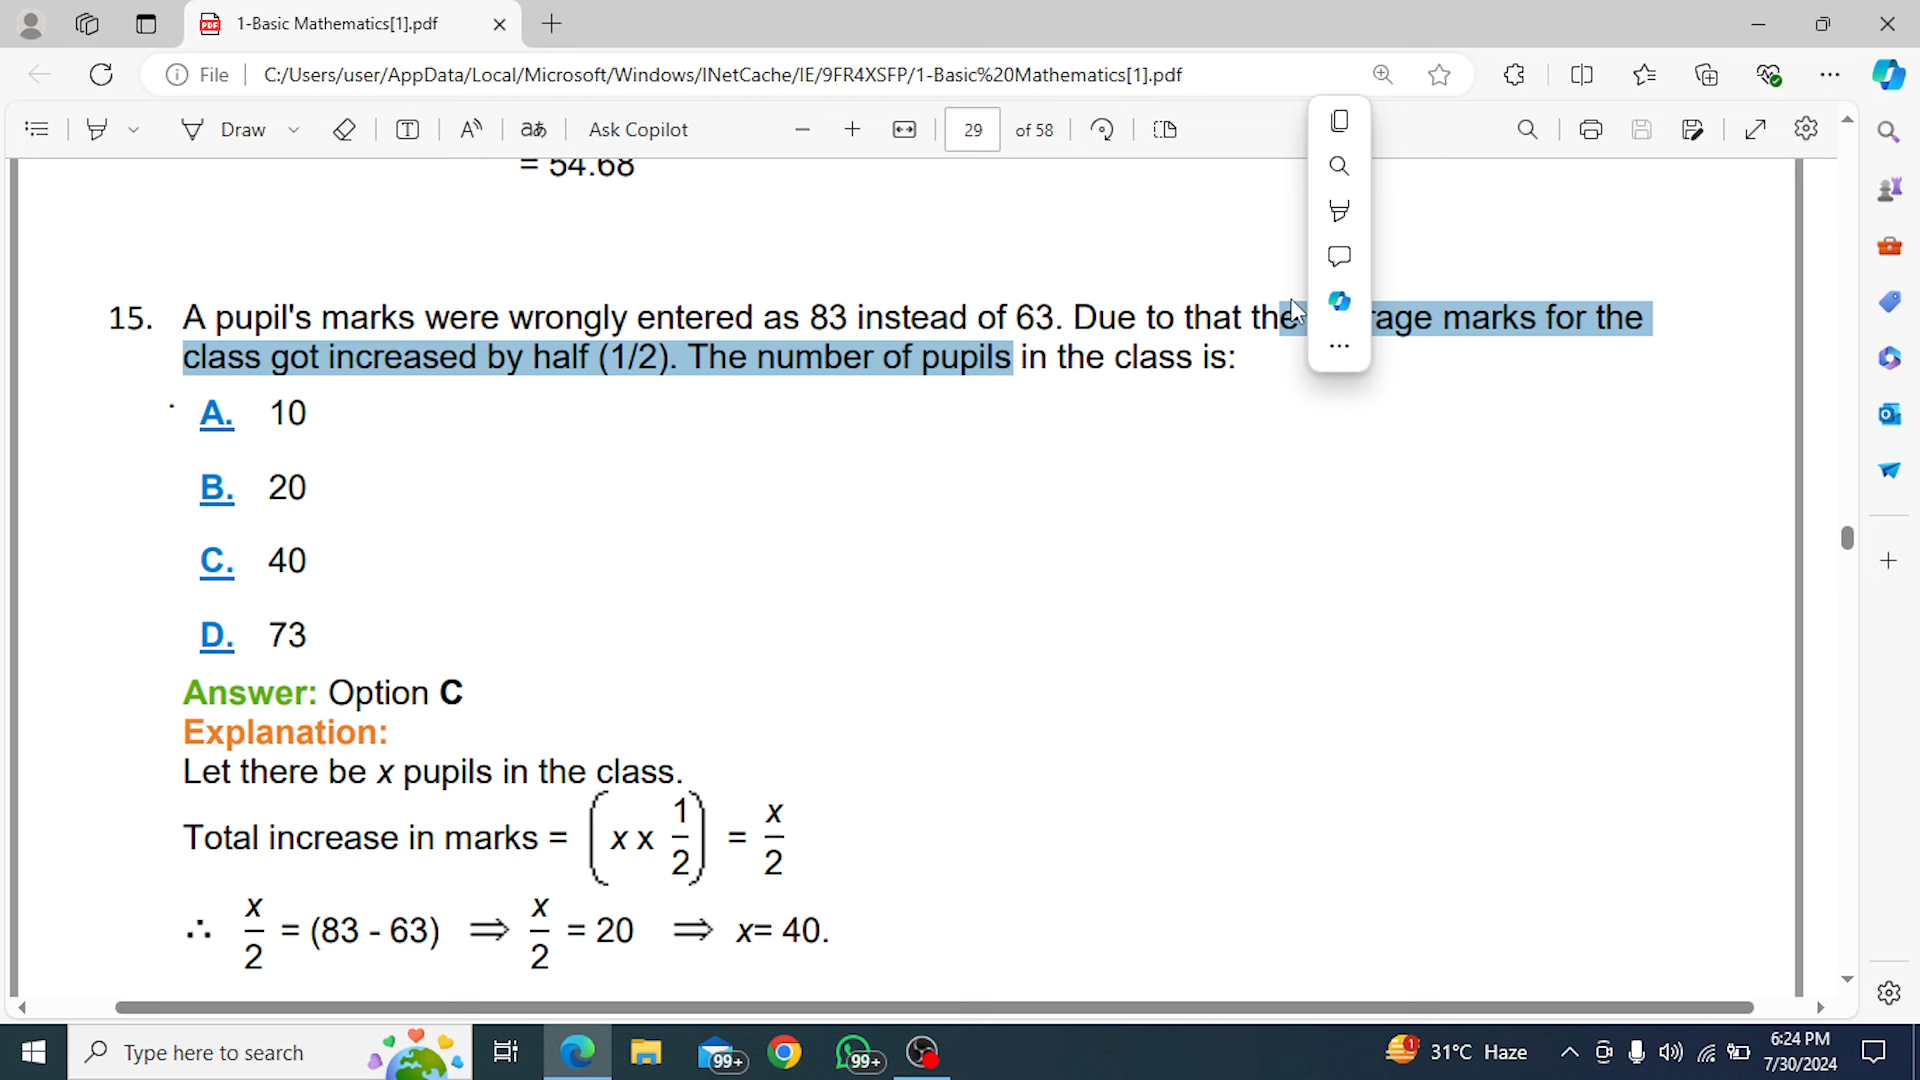 1-Basic Mathematics[1].pdf
File
C:/Users/user/AppData/Local/Microsoft/Windows/INetCache/IE/9FR4XSFP/1-Basic%20Mathematics[1].pdf
Draw
Ask Copilot
29 of 58
= 54.68
15. A pupil's marks were wrongly entered as 83 instead of 63. Due to that the rage marks for the
class got increased by half (1/2). The number of pupils in the class is:
A. 10
B. 20
C. 40
D. 73
Answer: Option C
Explanation:
Let there be x pupils in the class.
Total increase in marks = ( x x 1/2 ) = x/2
∴ x/2 = (83 - 63) ⇒ x/2 = 20 ⇒ x= 40.
Type here to search
99+
99+
1
31°C Haze
6:24 PM
7/30/2024